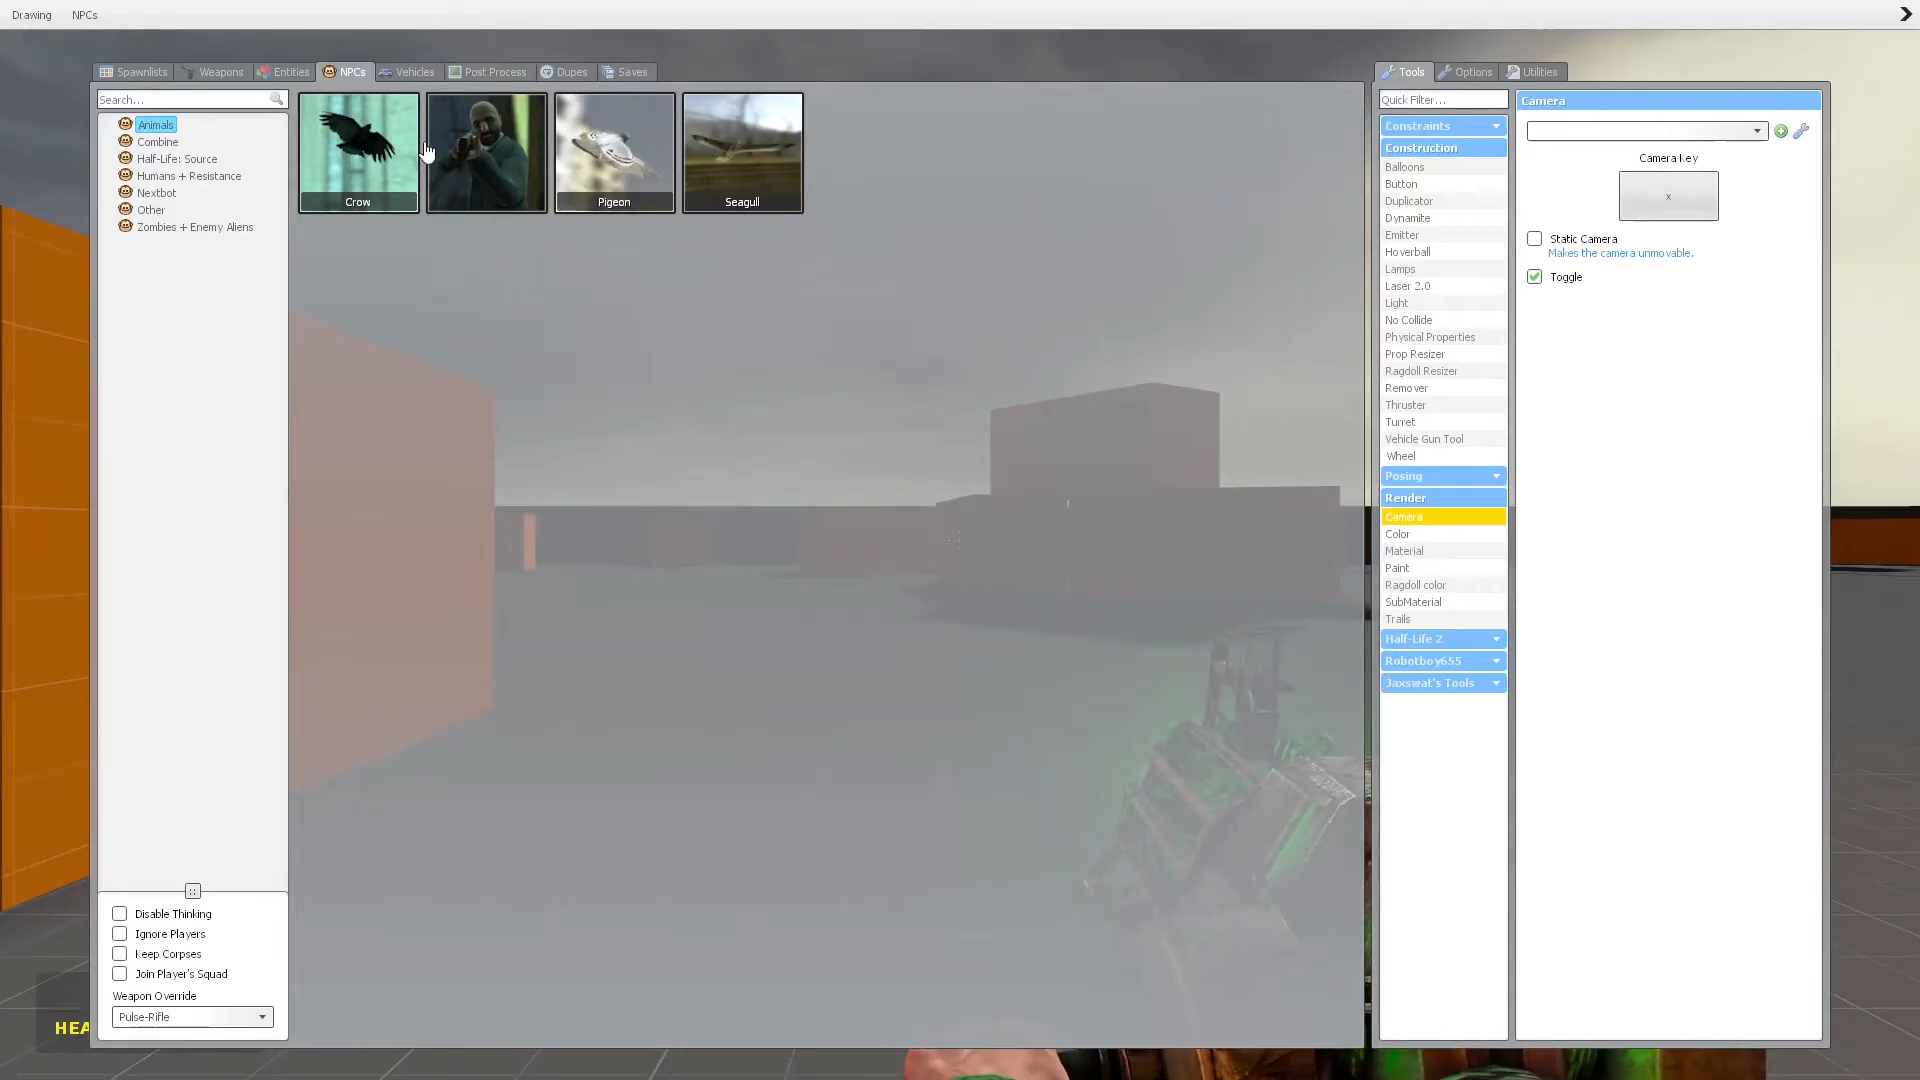 Drawing NPCs
Spawnlists Weapons Entities NPCs Vehicles Post Process Dupes Saves
Tools Options Utilities
Search...
Animals
Combine
Half-Life: Source
Humans + Resistance
Nextbot
Other
Zombies + Enemy Aliens
Crow
Pigeon
Seagull
Disable Thinking
Ignore Players
Keep Corpses
Join Player's Squad
Weapon Override
Pulse-Rifle
HEA
Quick Filter...
Constraints
Construction
Balloons
Button
Duplicator
Dynamite
Emitter
Hoverball
Lamps
Laser 2.0
Light
No Collide
Physical Properties
Prop Resizer
Ragdoll Resizer
Remover
Thruster
Turret
Vehicle Gun Tool
Wheel
Posing
Render
Camera
Color
Material
Paint
Ragdoll color
SubMaterial
Trails
Half-Life 2
Robotboy655
Jaxswat's Tools
Camera
Camera Key
x
Static Camera
Makes the camera unmovable.
Toggle